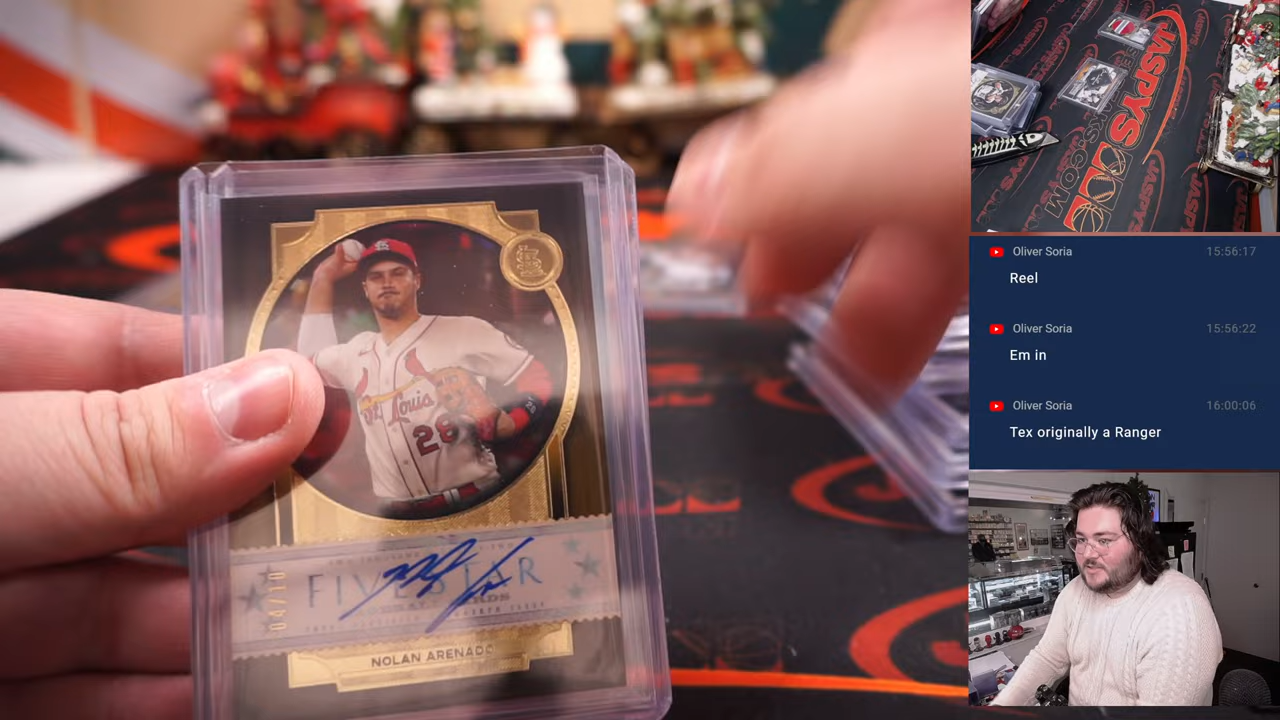 St. Louis
28
FIVE STAR
04/10
NOLAN ARENADO
JASPYS
.COM
Oliver Soria 15:56:17
Reel
Oliver Soria 15:56:22
Em in
Oliver Soria 16:00:06
Tex originally a Ranger